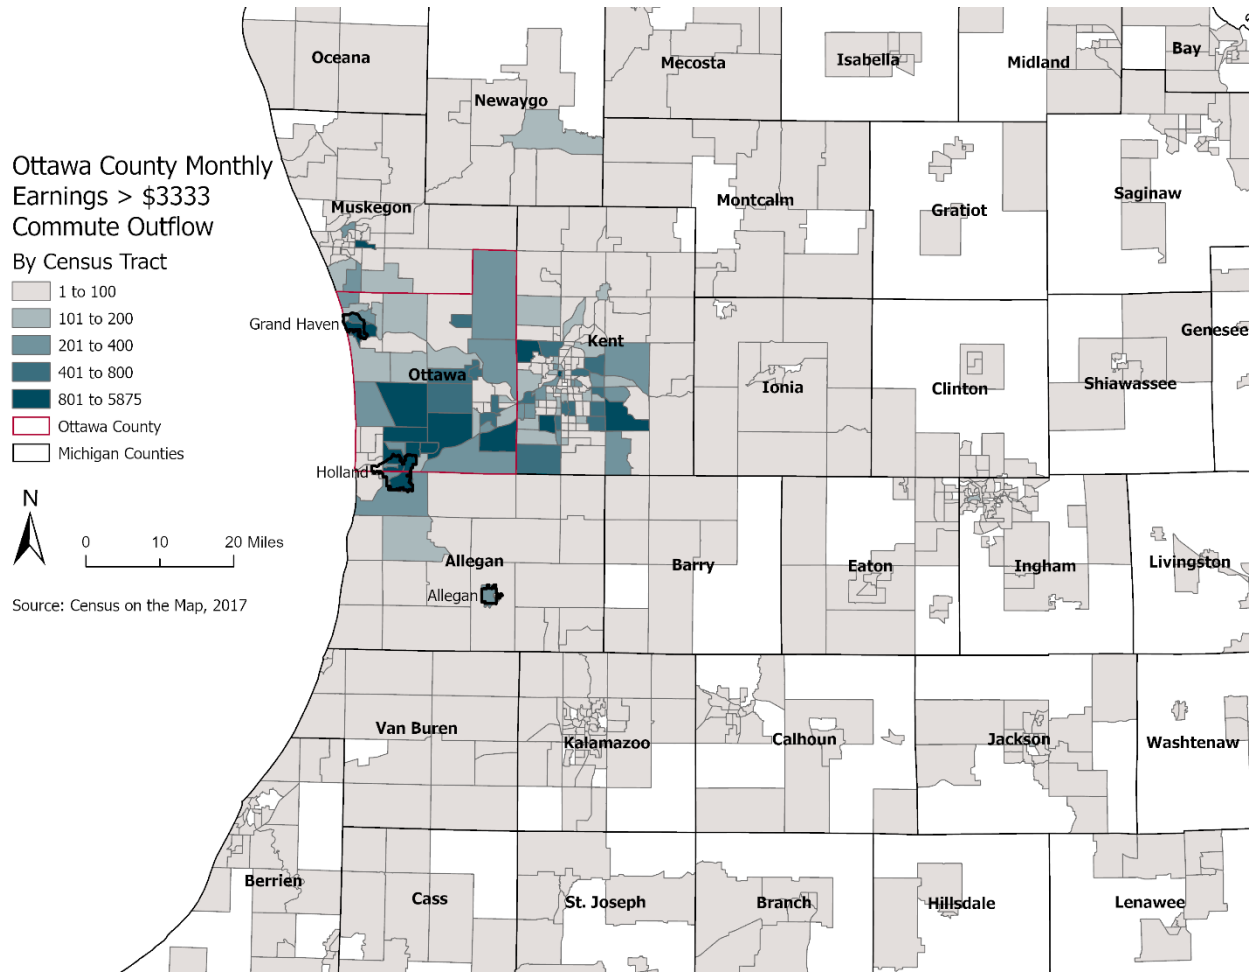 Oceana
Mecosta
Isabella
Midland
Bay
Newaygo
Ottawa County Monthly
Earnings > $3333
Commute Outflow
By Census Tract
1 to 100
101 to 200
201 to 400
401 to 800
801 to 5875
Ottawa County
Michigan Counties
N
0 10 20 Miles
Source: Census on the Map, 2017
Muskegon
Montcalm
Gratiot
Saginaw
Grand Haven
Kent
Genesee
Ottawa
Ionia
Clinton
Shiawassee
Holland
Allegan
Barry
Eaton
Ingham
Livingston
Allegan
Van Buren
Kalamazoo
Calhoun
Jackson
Washtenaw
Berrien
Cass
St. Joseph
Branch
Hillsdale
Lenawee